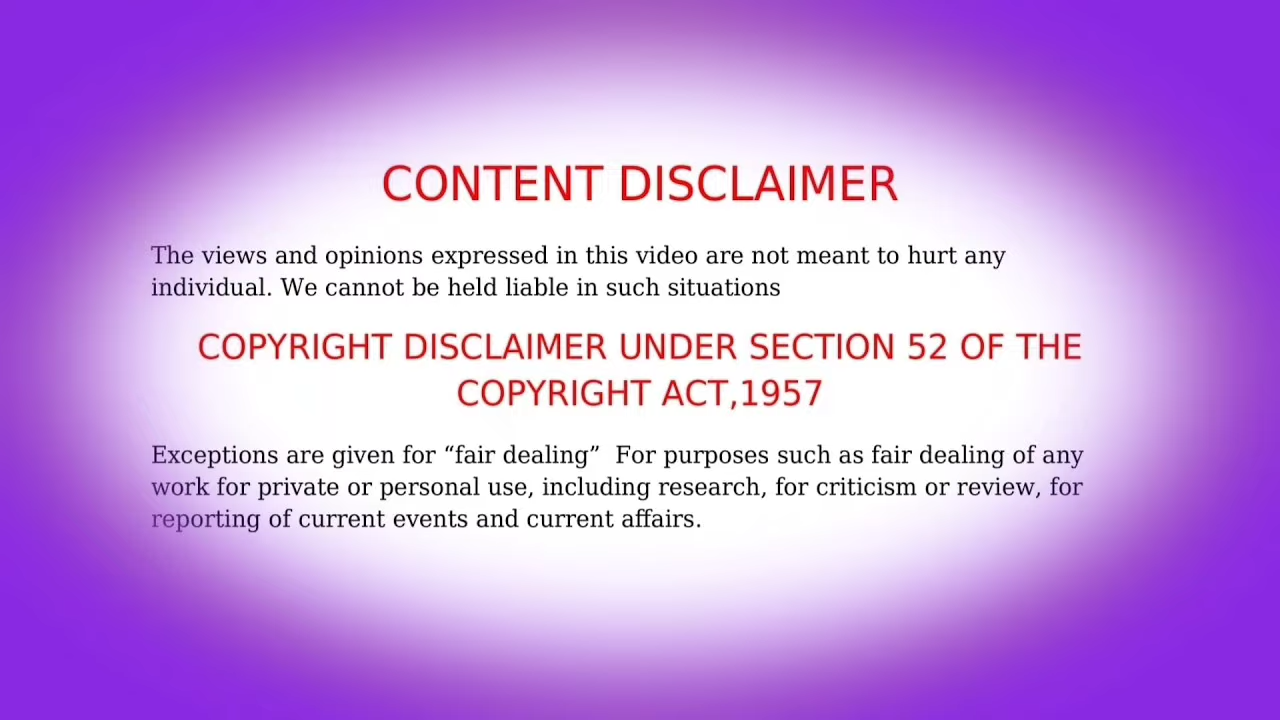 CONTENT DISCLAIMER
The views and opinions expressed in this video are not meant to hurt any
individual. We cannot be held liable in such situations
COPYRIGHT DISCLAIMER UNDER SECTION 52 OF THE
COPYRIGHT ACT,1957
Exceptions are given for “fair dealing”  For purposes such as fair dealing of any
work for private or personal use, including research, for criticism or review, for
reporting of current events and current affairs.